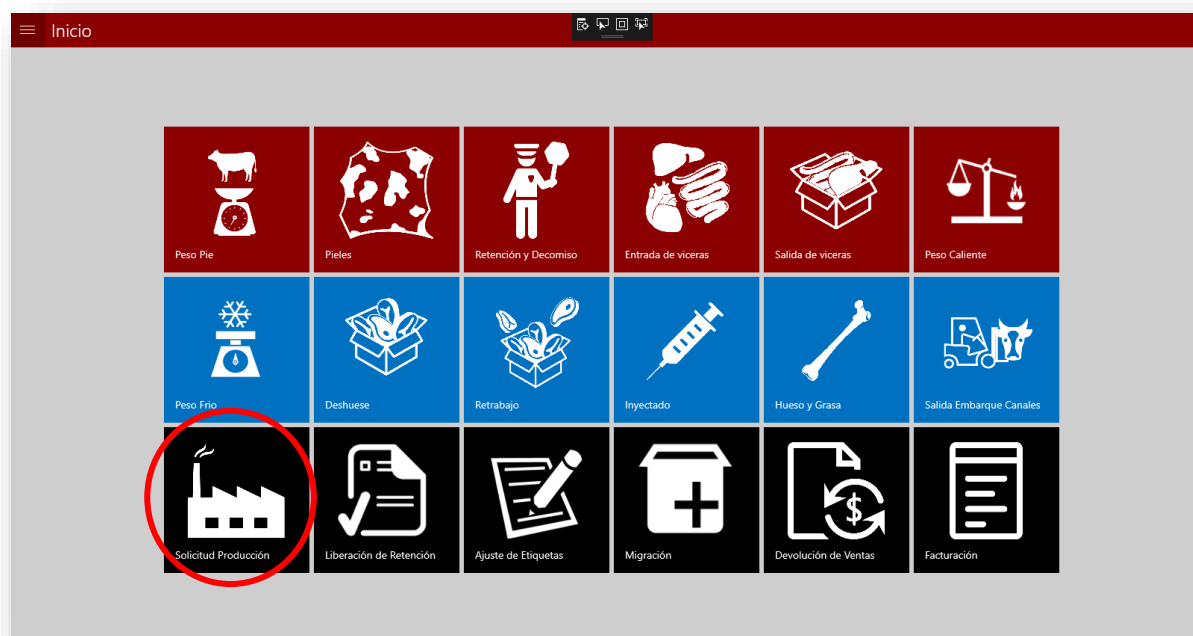 Inicio
Peso Pie
Pieles
Retención y Decomiso
Entrada de viceras
Salida de viceras
Peso Caliente
Peso Frio
Deshuese
Retrabajo
Inyectado
Hueso y Grasa
Salida Embarque Canales
Solicitud Producción
Liberación de Retención
Ajuste de Etiquetas
Migración
$
Devolución de Ventas
Facturación